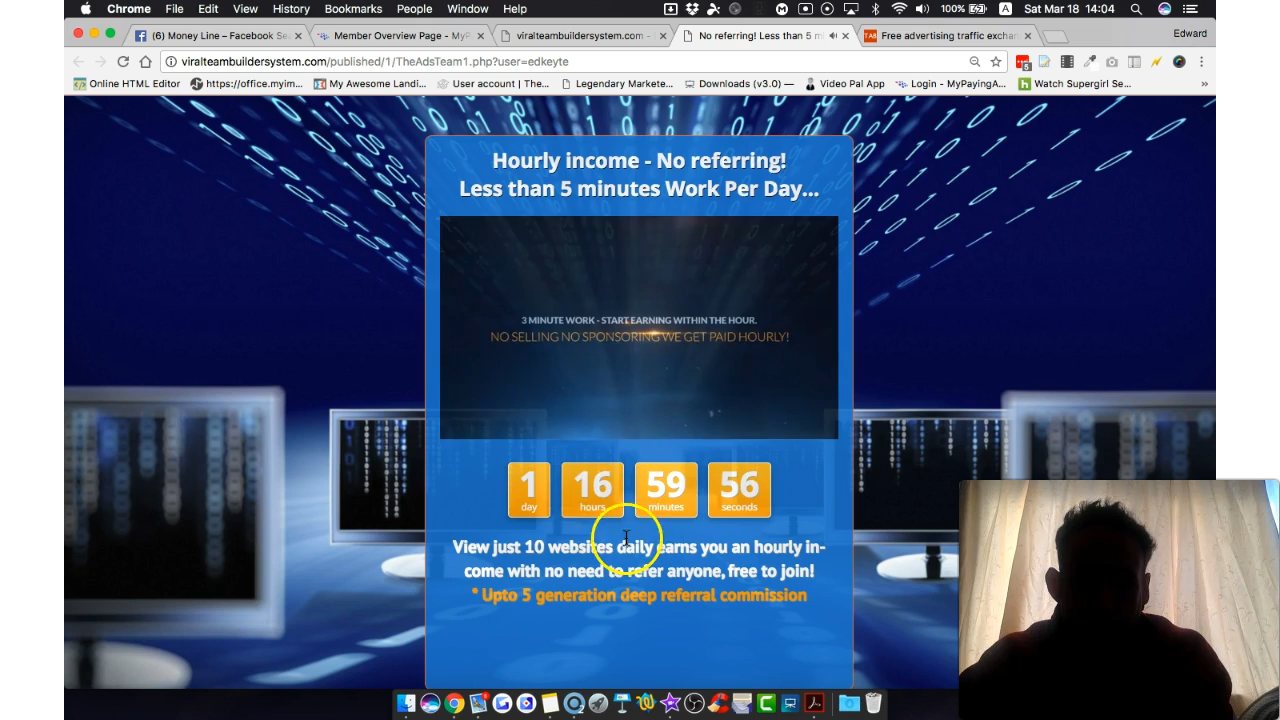 Chrome File Edit View History Bookmarks People Window Help 100% Sat Mar 18 14:04
(6) Money Line – Facebook Se Member Overview Page - MyP viralteambuildersystem.com - No referring! Less than 5 m Free advertising traffic exchan Edward
viralteambuildersystem.com/published/1/TheAdsTeam1.php?user=edkeyte
Online HTML Editor https://office.myim... My Awesome Landi... User account | The... Legendary Markete... Downloads (v3.0) — Video Pal App Login - MyPayingA... Watch Supergirl Se... »
Hourly income - No referring!
Less than 5 minutes Work Per Day...
3 MINUTE WORK - START EARNING WITHIN THE HOUR.
NO SELLING NO SPONSORING WE GET PAID HOURLY!
1 16 59 56
day hours minutes seconds
View just 10 websites daily earns you an hourly in-
come with no need to refer anyone, free to join!
* Upto 5 generation deep referral commission